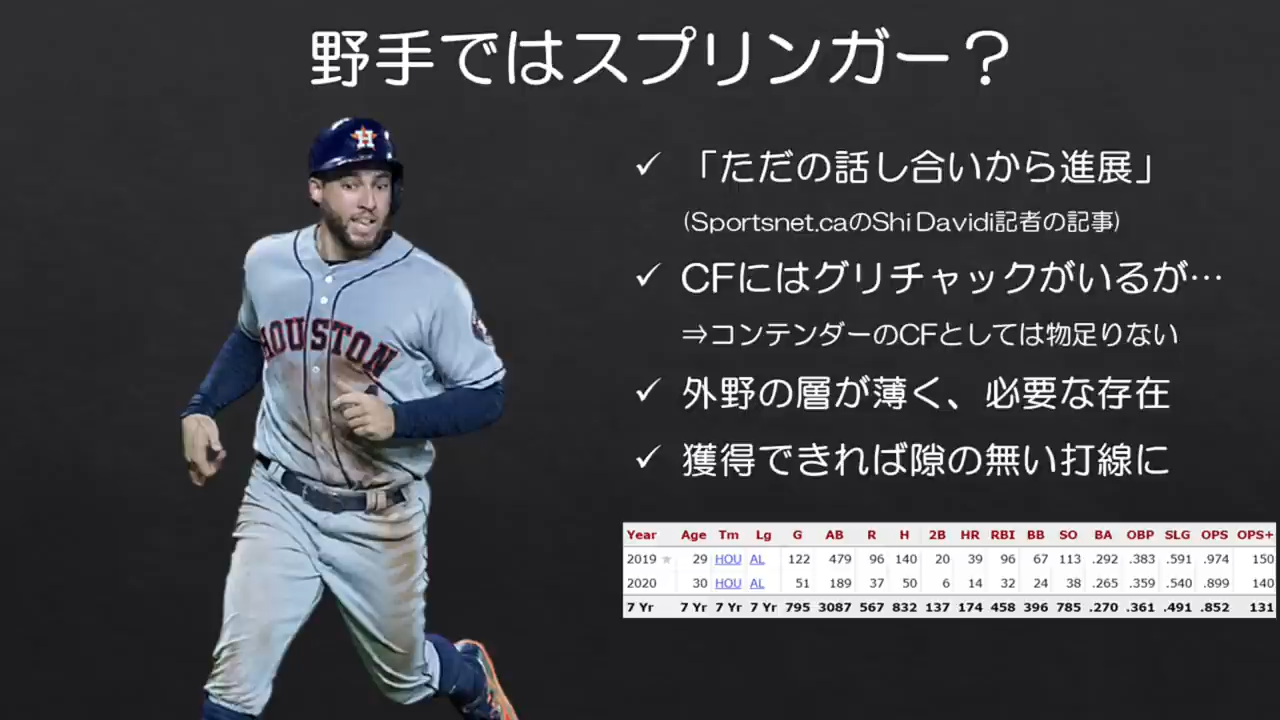 野手ではスプリンガー？
✓ 「ただの話し合いから進展」
(Sportsnet.caのShi Davidi記者の記事)
✓ CFにはグリチャックがいるが…
⇒コンテンダーのCFとしては物足りない
✓ 外野の層が薄く、必要な存在
✓ 獲得できれば隙の無い打線に
H
HOUSTON
Year Age Tm Lg G AB R H 2B HR RBI BB SO BA OBP SLG OPS OPS+
2019 ★ 29 HOU AL 122 479 96 140 20 39 96 67 113 .292 .383 .591 .974 150
2020 30 HOU AL 51 189 37 50 6 14 32 24 38 .265 .359 .540 .899 140
7 Yr 7 Yr 7 Yr 7 Yr 795 3087 567 832 137 174 458 396 785 .270 .361 .491 .852 131